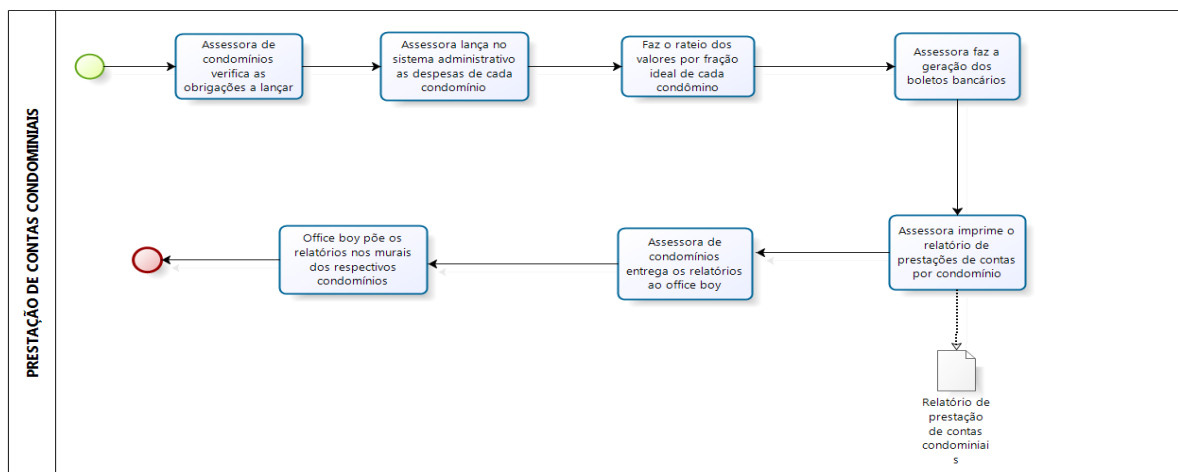 PRESTAÇÃO DE CONTAS CONDOMINIAIS
Assessora de
condomínios
verifica as
obrigações a lançar
Assessora lança no
sistema administrativo
as despesas de cada
condomínio
Faz o rateio dos
valores por fração
ideal de cada
condômino
Assessora faz a
geração dos
boletos bancários
Assessora imprime o
relatório de
prestações de contas
por condomínio
Assessora de
condomínios
entrega os relatórios
ao office boy
Office boy põe os
relatórios nos murais
dos respectivos
condomínios
Relatório de
prestação
de contas
condominiai
s